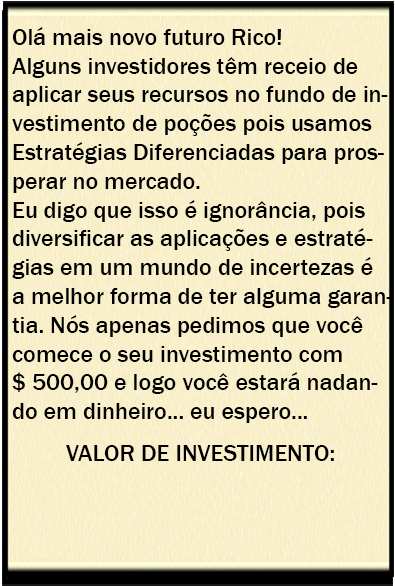 Olá mais novo futuro Rico!
Alguns investidores têm receio de
aplicar seus recursos no fundo de in-
vestimento de poções pois usamos
Estratégias Diferenciadas para pros-
perar no mercado.
Eu digo que isso é ignorância, pois
diversificar as aplicações e estraté-
gias em um mundo de incertezas é
a melhor forma de ter alguma garan-
tia. Nós apenas pedimos que você
comece o seu investimento com
$ 500,00 e logo você estará nadan-
do em dinheiro... eu espero...
VALOR DE INVESTIMENTO: